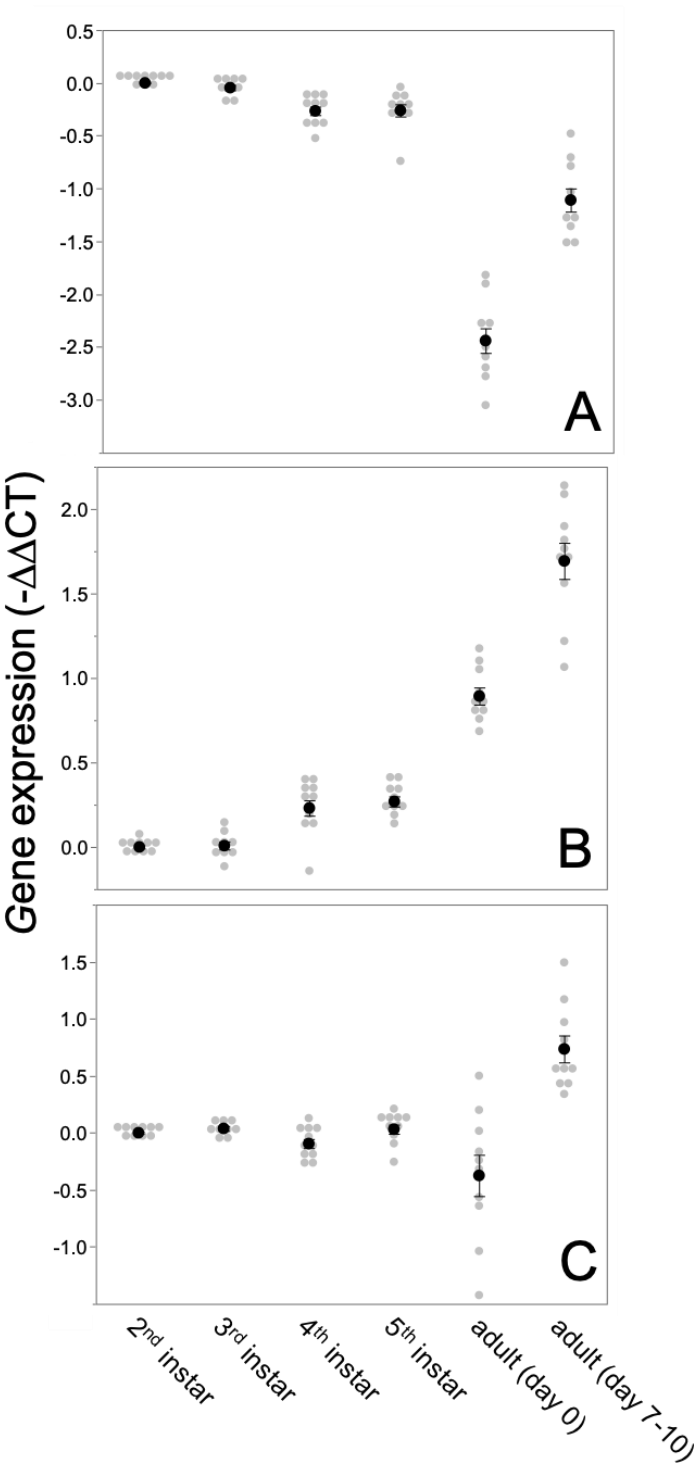 Gene expression (-ΔΔCT)
0.5
0.0
-0.5
-1.0
-1.5
-2.0
-2.5
-3.0
A
2.0
1.5
1.0
0.5
0.0
B
1.5
1.0
0.5
0.0
-0.5
-1.0
C
2nd instar
3rd instar
4th instar
5th instar
adult (day 0)
adult (day 7-10)